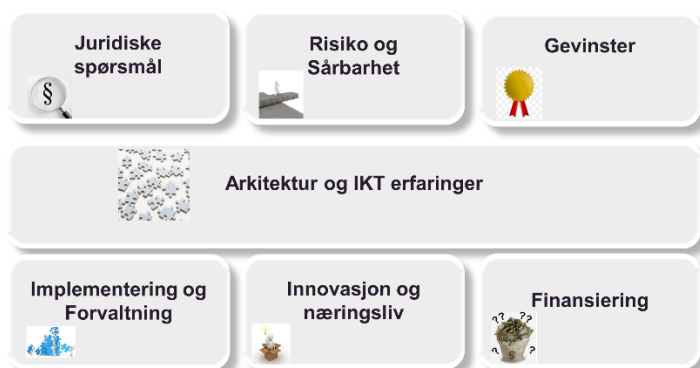 Juridiske
spørsmål
§
Risiko og
Sårbarhet
Gevinster
Arkitektur og IKT erfaringer
Implementering og
Forvaltning
Innovasjon og
næringsliv
Finansiering
?? ??
? ?
$